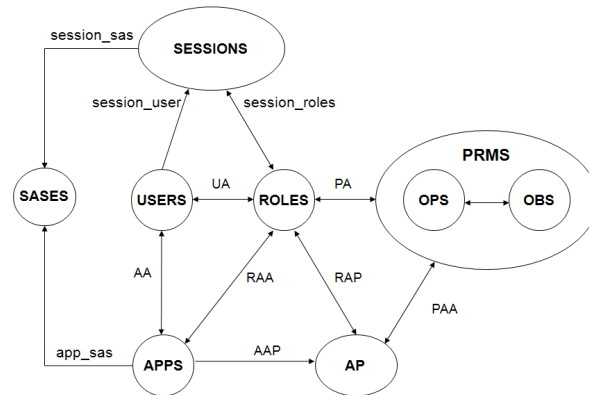 session_sas
SESSIONS
session_user
session_roles
PRMS
SASES
USERS
UA
ROLES
PA
OPS
OBS
AA
RAA
RAP
PAA
app_sas
APPS
AAP
AP